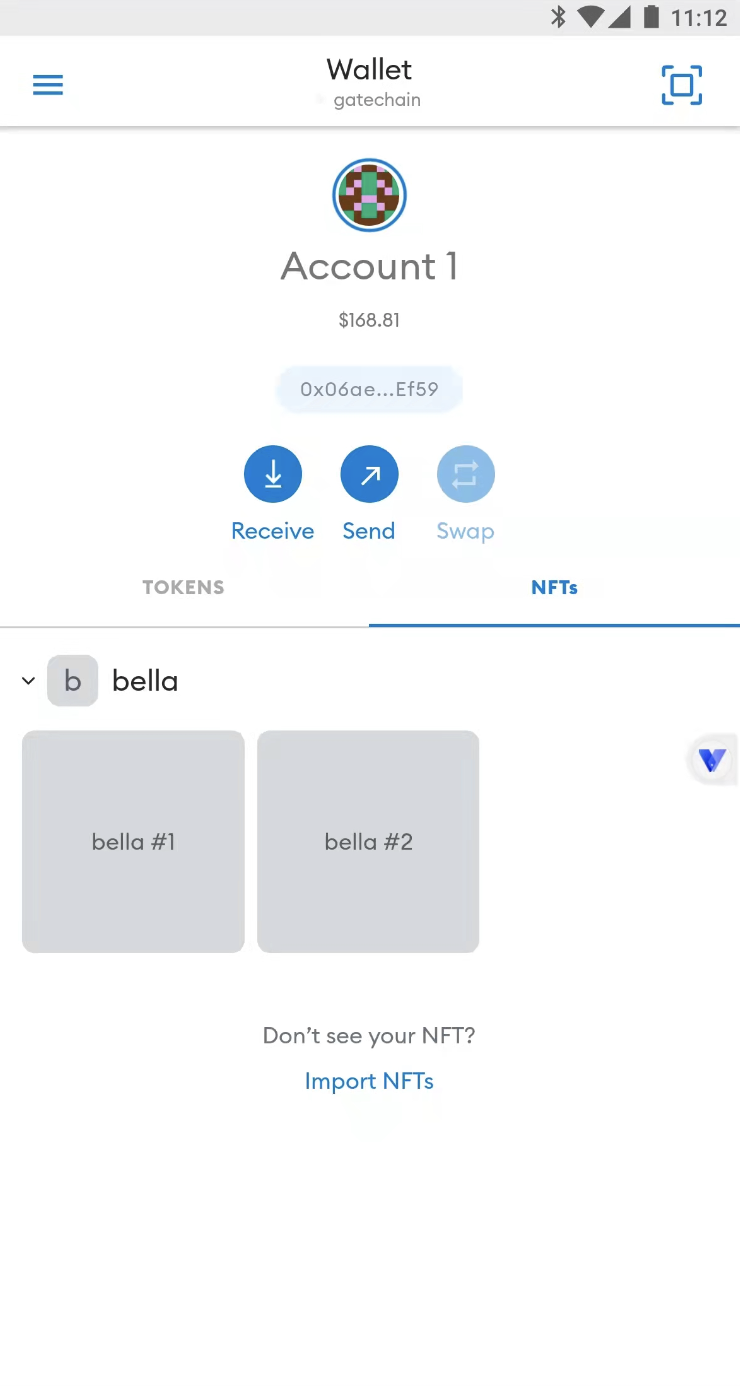 11:12
Wallet
gatechain
Account 1
$168.81
0x06ae...Ef59
Receive Send Swap
TOKENS NFTs
b bella
bella #1 bella #2
Don’t see your NFT?
Import NFTs